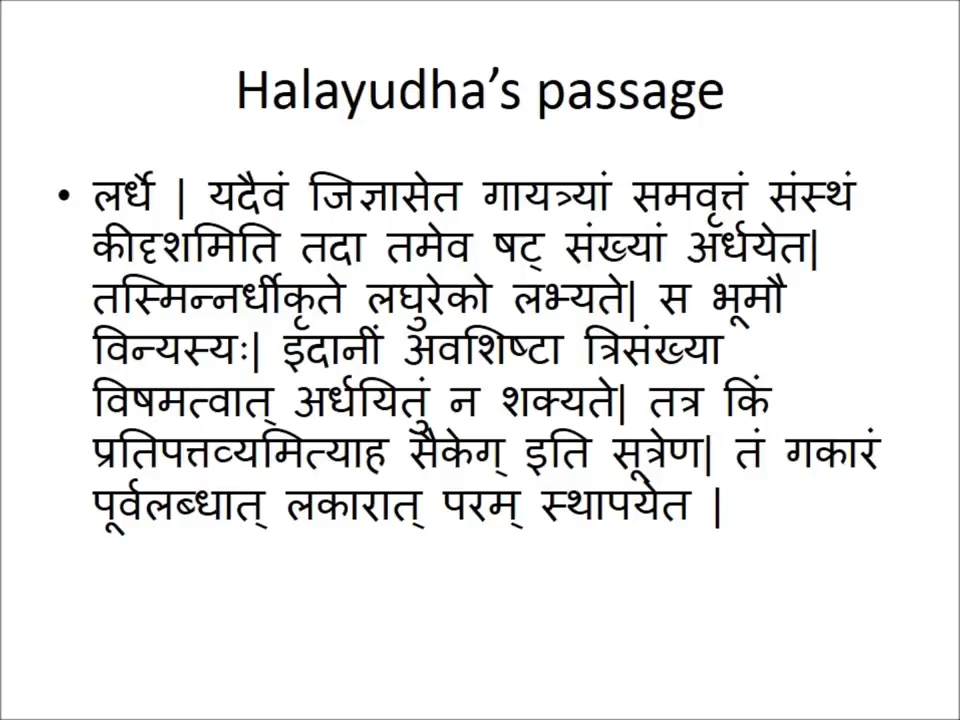 Halayudha’s passage
• लर्धे | यदैवं जिज्ञासेत गायत्र्यां समवृत्तं संस्थं
कीदृशमिति तदा तमेव षट् संख्यां अर्धयेत|
तस्मिन्नर्धीकृते लघुरेको लभ्यते| स भूमौ
विन्यस्यः| इदानीं अवशिष्टा त्रिसंख्या
विषमत्वात् अर्धयितुं न शक्यते| तत्र किं
प्रतिपत्तव्यमित्याह सैकेग् इति सूत्रेण| तं गकारं
पूर्वलब्धात् लकारात् परम् स्थापयेत |